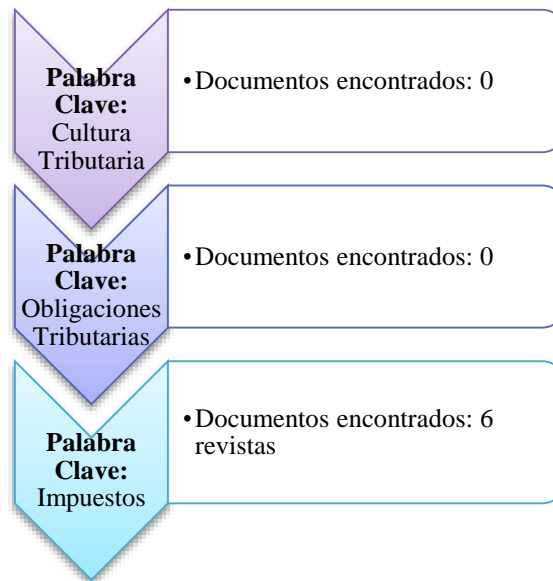 Palabra
Clave:
Cultura
Tributaria
•Documentos encontrados: 0
Palabra
Clave:
Obligaciones
Tributarias
•Documentos encontrados: 0
Palabra
Clave:
Impuestos
•Documentos encontrados: 6
revistas